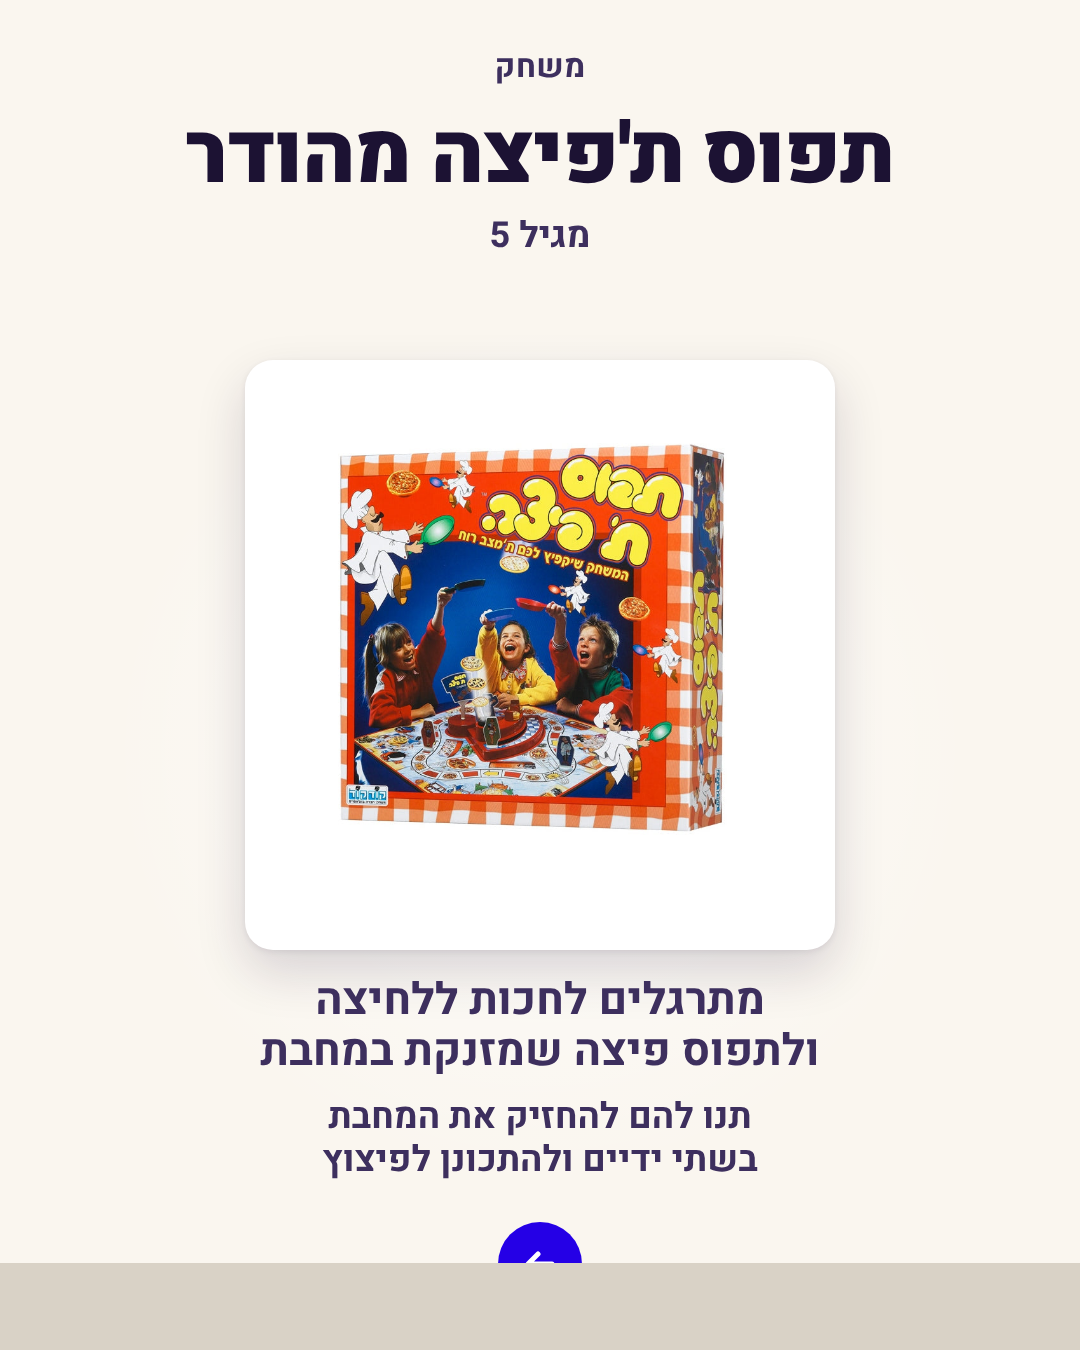 משחק
תפוס ת'פיצה מהודר
מגיל 5
תפוס
ת'פיצה!
המשחק שיקפיץ לכם ת'מצב רוח
מתרגלים לחכות ללחיצה
ולתפוס פיצה שמזנקת במחבת
תנו להם להחזיק את המחבת
בשתי ידיים ולהתכונן לפיצוץ